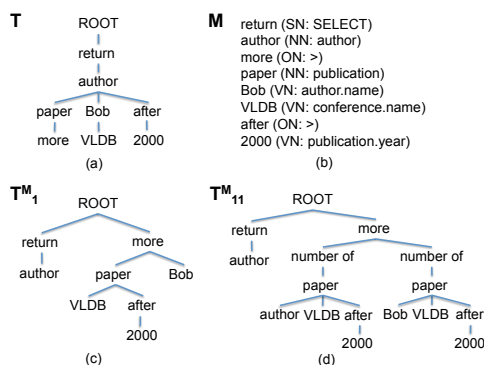 T
ROOT
return
author
paper Bob after
more VLDB 2000
(a)
M
return (SN: SELECT)
author (NN: author)
more (ON: >)
paper (NN: publication)
Bob (VN: author.name)
VLDB (VN: conference.name)
after (ON: >)
2000 (VN: publication.year)
(b)
T^M_1
ROOT
return more
author paper Bob
VLDB after
2000
(c)
T^M_11
ROOT
return more
author number of number of
paper paper
author VLDB after Bob VLDB after
2000 2000
(d)